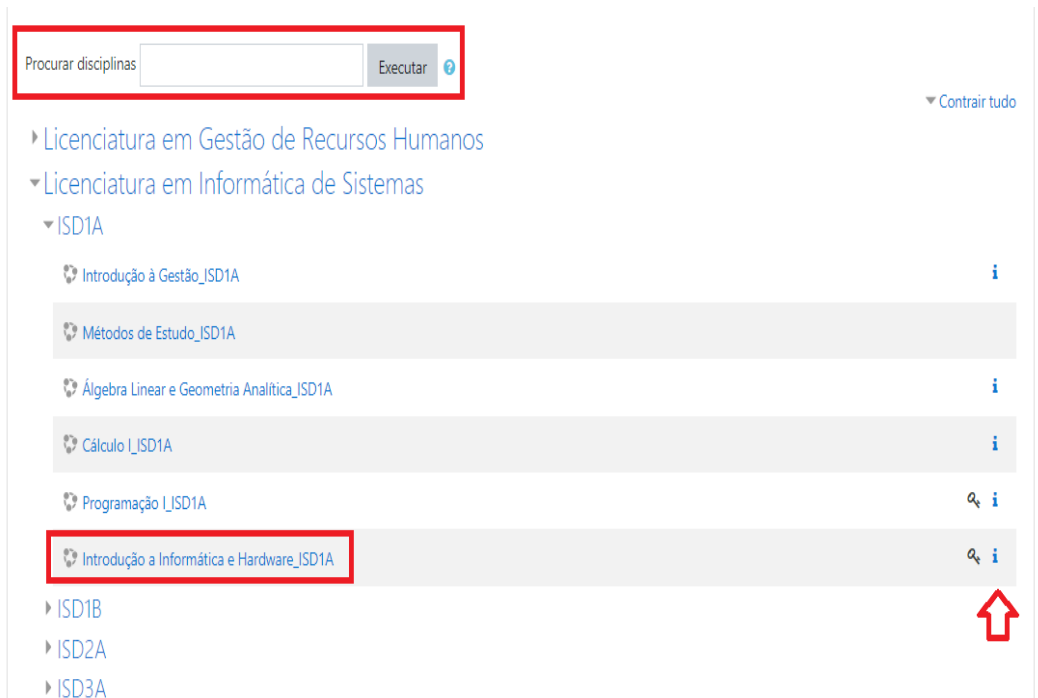 Procurar disciplinas Executar
Contrair tudo
Licenciatura em Gestão de Recursos Humanos
Licenciatura em Informática de Sistemas
ISD1A
Introdução à Gestão_ISD1A
Métodos de Estudo_ISD1A
Álgebra Linear e Geometria Analítica_ISD1A
Cálculo I_ISD1A
Programação I_ISD1A
Introdução a Informática e Hardware_ISD1A
ISD1B
ISD2A
ISD3A